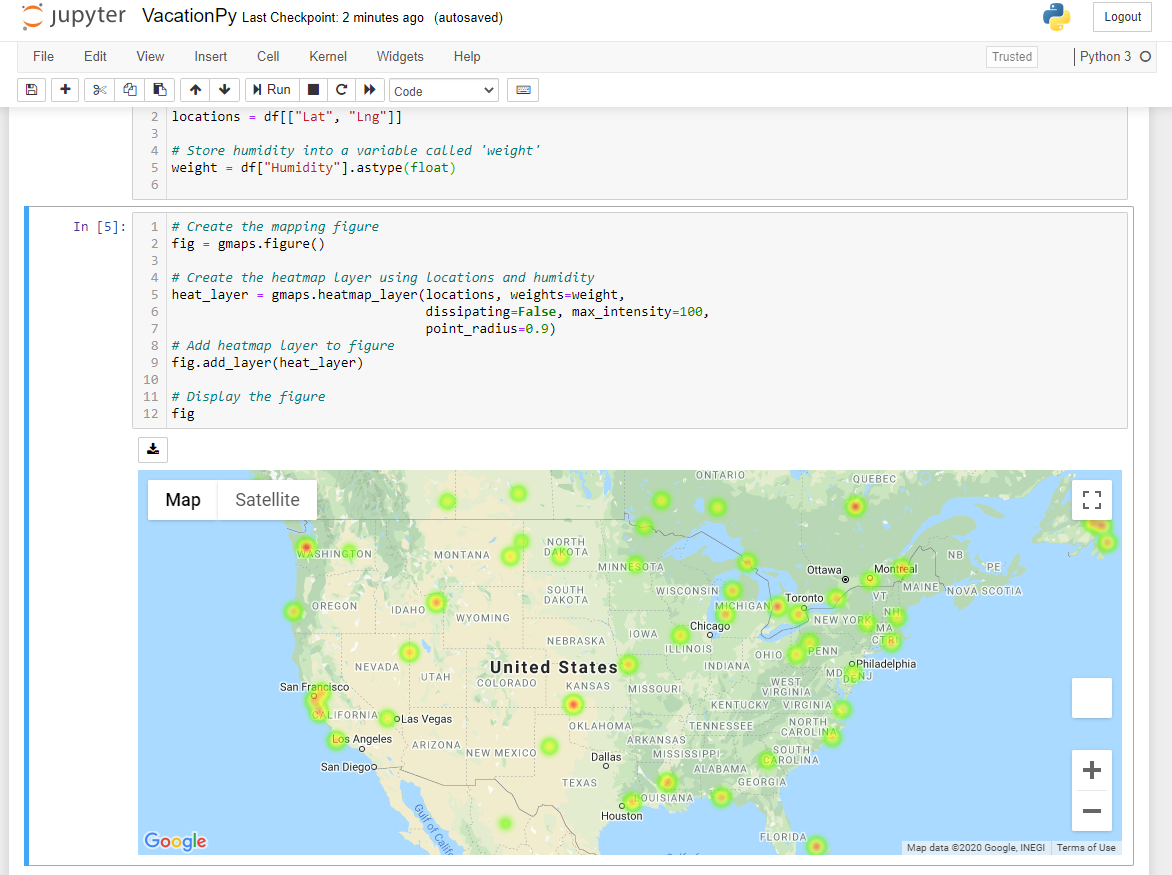 jupyter VacationPy Last Checkpoint: 2 minutes ago (autosaved) Logout
File Edit View Insert Cell Kernel Widgets Help Trusted Python 3
Run Code
2 locations = df[["Lat", "Lng"]]
3
4 # Store humidity into a variable called 'weight'
5 weight = df["Humidity"].astype(float)
6
In [5]:
1 # Create the mapping figure
2 fig = gmaps.figure()
3
4 # Create the heatmap layer using locations and humidity
5 heat_layer = gmaps.heatmap_layer(locations, weights=weight,
6 dissipating=False, max_intensity=100,
7 point_radius=0.9)
8 # Add heatmap layer to figure
9 fig.add_layer(heat_layer)
10
11 # Display the figure
12 fig
Map Satellite
ONTARIO
QUEBEC
WASHINGTON
MONTANA
NORTH
DAKOTA
MINNESOTA
Ottawa
Montreal
NB
PE
MAINE
NOVA SCOTIA
OREGON
IDAHO
WYOMING
SOUTH
DAKOTA
WISCONSIN
MICHIGAN
Toronto
VT
NH
NEW YORK
MA
CT RI
Chicago
IOWA
ILLINOIS
NEBRASKA
INDIANA
OHIO
PENN
Philadelphia
MD
DE NJ
NEVADA
UTAH
United States
COLORADO
KANSAS
MISSOURI
WEST
VIRGINIA
KENTUCKY
VIRGINIA
San Francisco
CALIFORNIA
Las Vegas
Los Angeles
San Diego
ARIZONA
NEW MEXICO
OKLAHOMA
ARKANSAS
TENNESSEE
NORTH
CAROLINA
MISSISSIPPI
SOUTH
CAROLINA
Dallas
ALABAMA
GEORGIA
TEXAS
LOUISIANA
Houston
FLORIDA
Gulf of Calif
Google
Map data ©2020 Google, INEGI Terms of Use